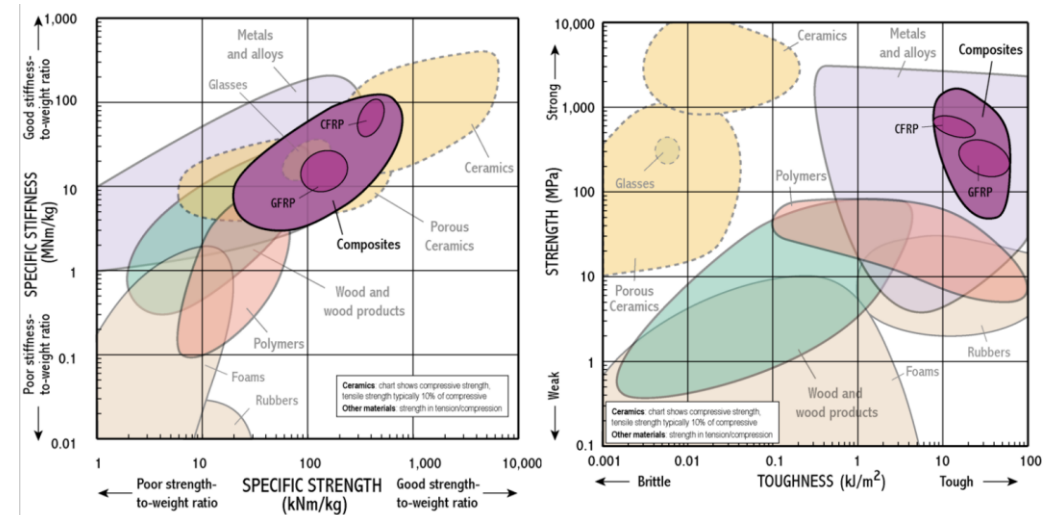 1,000
100
10
1
0.1
0.01
Good stiffness-
to-weight ratio
SPECIFIC STIFFNESS
(MNm/kg)
Poor stiffness-
to-weight ratio
Metals
and alloys
Glasses
CFRP
GFRP
Ceramics
Porous
Ceramics
Composites
Wood and
wood products
Polymers
Foams
Rubbers
Ceramics: chart shows compressive strength,
tensile strength typically 10% of compressive
Other materials: strength in tension/compression
1
10
100
1,000
10,000
Poor strength-
to-weight ratio
SPECIFIC STRENGTH
(kNm/kg)
Good strength-
to-weight ratio
10,000
1,000
100
10
1
0.1
Strong
STRENGTH (MPa)
Weak
Ceramics
Metals
and alloys
Composites
CFRP
GFRP
Glasses
Polymers
Porous
Ceramics
Rubbers
Foams
Wood and
wood products
Ceramics: chart shows compressive strength,
tensile strength typically 10% of compressive
Other materials: strength in tension/compression
0.001
0.01
0.1
1
10
100
Brittle
TOUGHNESS (kJ/m²)
Tough